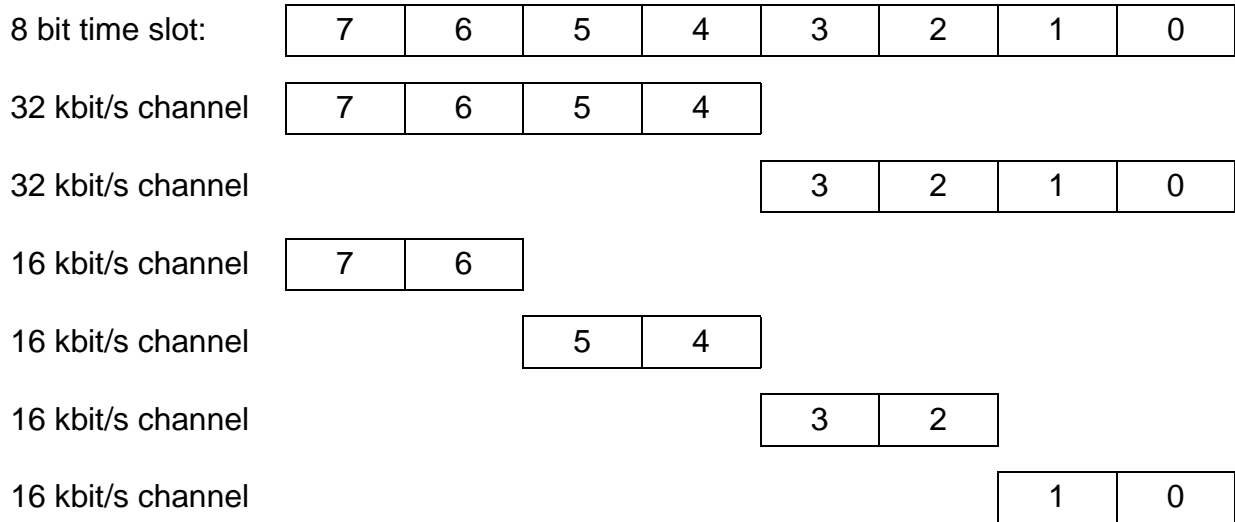 8 bit time slot: 7 6 5 4 3 2 1 0
32 kbit/s channel 7 6 5 4
32 kbit/s channel 3 2 1 0
16 kbit/s channel 7 6
16 kbit/s channel 5 4
16 kbit/s channel 3 2
16 kbit/s channel 1 0